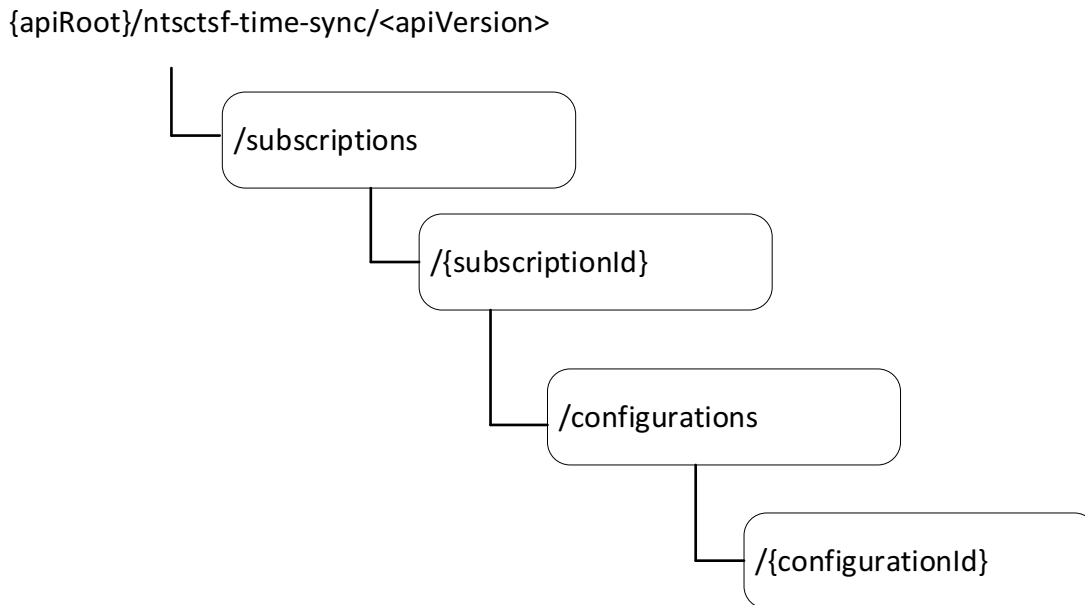 {apiRoot}/ntsctsf-time-sync/<apiVersion>
/subscriptions
/{subscriptionId}
/configurations
/{configurationId}